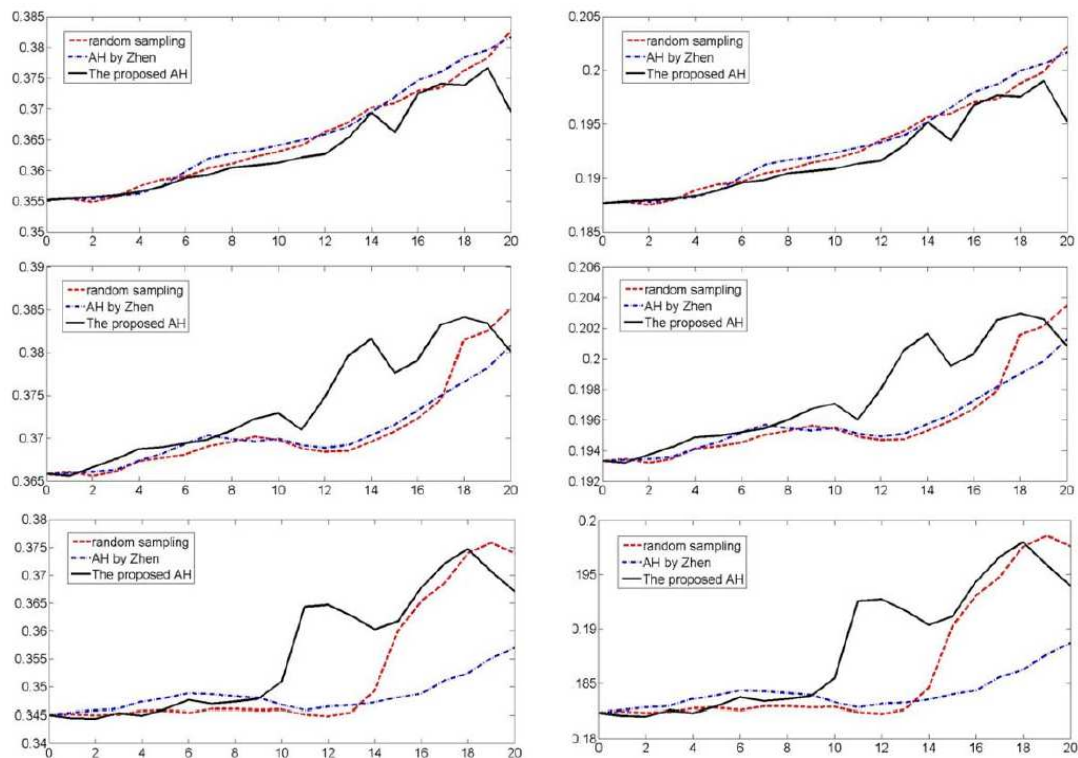 0.385
0.38
0.375
0.37
0.365
0.36
0.355
0.35
random sampling
AH by Zhen
The proposed AH
0 2 4 6 8 10 12 14 16 18 20
0.205
0.2
0.195
0.19
0.185
random sampling
AH by Zhen
The proposed AH
0 2 4 6 8 10 12 14 16 18 20
0.39
0.385
0.38
0.375
0.37
0.365
random sampling
AH by Zhen
The proposed AH
0 2 4 6 8 10 12 14 16 18 20
0.206
0.204
0.202
0.2
0.198
0.196
0.194
0.192
random sampling
AH by Zhen
The proposed AH
0 2 4 6 8 10 12 14 16 18 20
0.38
0.375
0.37
0.365
0.36
0.355
0.35
0.345
0.34
random sampling
AH by Zhen
The proposed AH
0 2 4 6 8 10 12 14 16 18 20
0.2
195
0.19
185
0.18
random sampling
AH by Zhen
The proposed AH
0 2 4 6 8 10 12 14 16 18 20